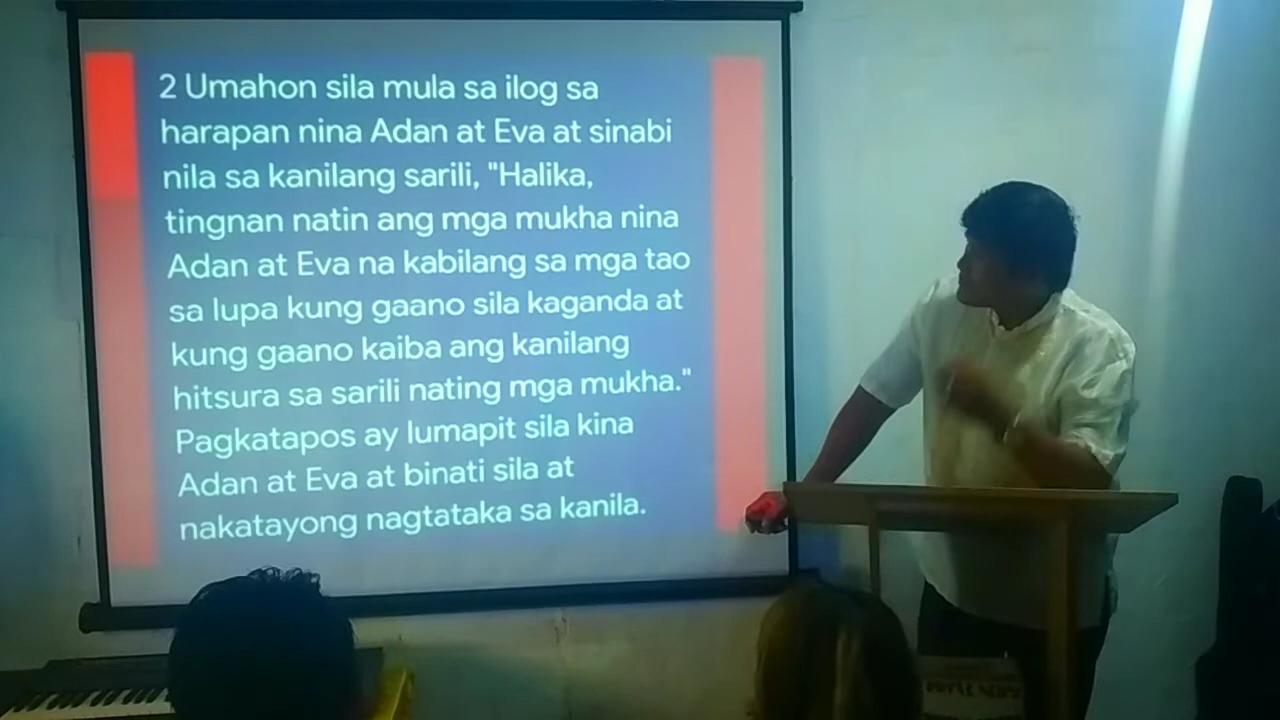 2 Umahon sila mula sa ilog sa
harapan nina Adan at Eva at sinabi
nila sa kanilang sarili, "Halika,
tingnan natin ang mga mukha nina
Adan at Eva na kabilang sa mga tao
sa lupa kung gaano sila kaganda at
kung gaano kaiba ang kanilang
hitsura sa sarili nating mga mukha."
Pagkatapos ay lumapit sila kina
Adan at Eva at binati sila at
nakatayong nagtataka sa kanila.